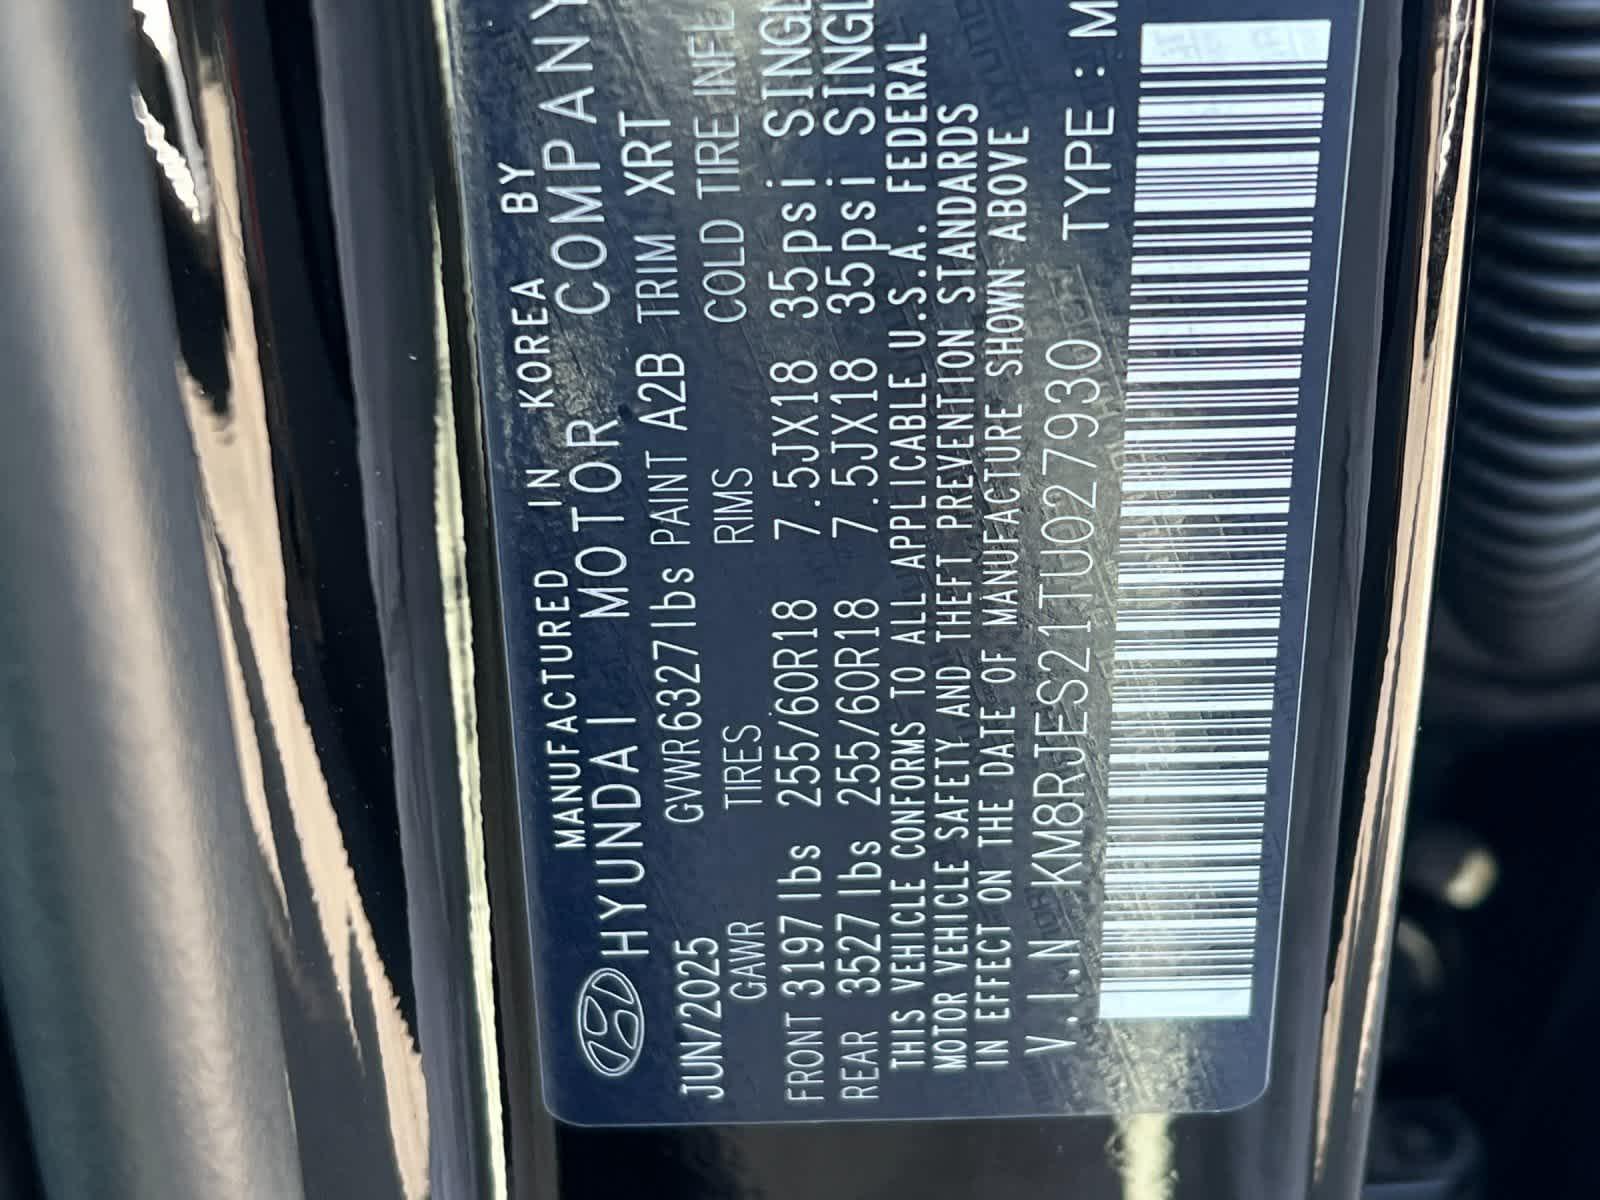 MANUFACTURED IN KOREA BY
HYUNDAI MOTOR COMPANY
JUN/2025 GVWR6327lbs PAINT A2B TRIM XRT
GAWR TIRES RIMS COLD TIRE INFL
FRONT 3197lbs 255/60R18 7.5JX18 35psi SINGL
REAR 3527lbs 255/60R18 7.5JX18 35psi SINGL
THIS VEHICLE CONFORMS TO ALL APPLICABLE U.S.A. FEDERAL
MOTOR VEHICLE SAFETY AND THEFT PREVENTION STANDARDS
IN EFFECT ON THE DATE OF MANUFACTURE SHOWN ABOVE
V.I.N KM8RJES21TU027930 TYPE : M